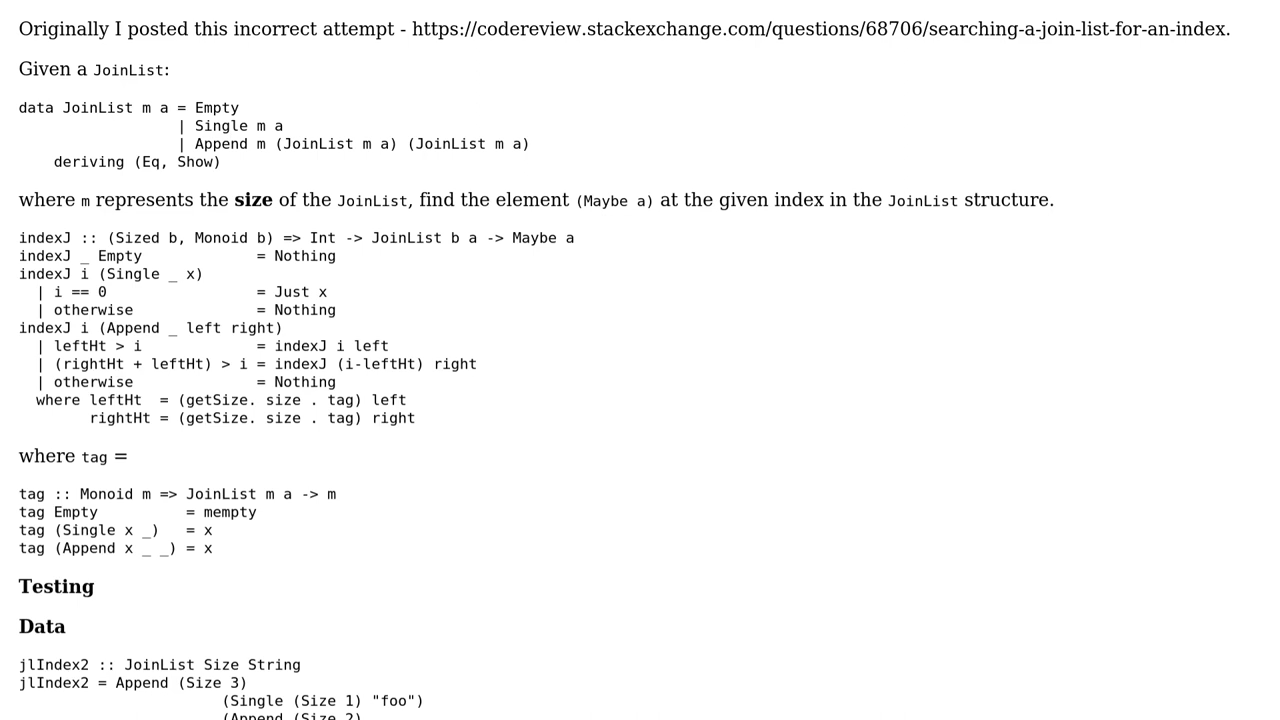 Originally I posted this incorrect attempt - https://codereview.stackexchange.com/questions/68706/searching-a-join-list-for-an-index.
Given a JoinList:
data JoinList m a = Empty
                  | Single m a
                  | Append m (JoinList m a) (JoinList m a)
    deriving (Eq, Show)
where m represents the size of the JoinList, find the element (Maybe a) at the given index in the JoinList structure.
indexJ :: (Sized b, Monoid b) => Int -> JoinList b a -> Maybe a
indexJ _ Empty             = Nothing
indexJ i (Single _ x)
  | i == 0                 = Just x
  | otherwise              = Nothing
indexJ i (Append _ left right)
  | leftHt > i             = indexJ i left
  | (rightHt + leftHt) > i = indexJ (i-leftHt) right
  | otherwise              = Nothing
  where leftHt  = (getSize. size . tag) left
        rightHt = (getSize. size . tag) right
where tag =
tag :: Monoid m => JoinList m a -> m
tag Empty          = mempty
tag (Single x _)   = x
tag (Append x _ _) = x
Testing
Data
jlIndex2 :: JoinList Size String
jlIndex2 = Append (Size 3)
                       (Single (Size 1) "foo")
                       (Append (Size 2)